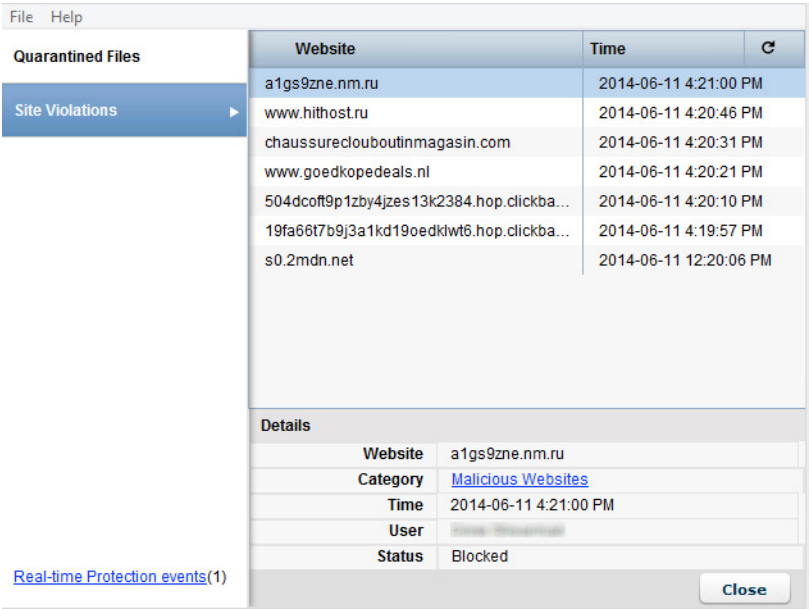 File Help
Quarantined Files
Site Violations
Website Time
a1gs9zne.nm.ru 2014-06-11 4:21:00 PM
www.hithost.ru 2014-06-11 4:20:46 PM
chaussureclouboutinmagasin.com 2014-06-11 4:20:31 PM
www.goedkopedeals.nl 2014-06-11 4:20:21 PM
504dcoft9p1zby4jzes13k2384.hop.clickba... 2014-06-11 4:20:10 PM
19fa66t7b9j3a1kd19oedklwt6.hop.clickba... 2014-06-11 4:19:57 PM
s0.2mdn.net 2014-06-11 12:20:06 PM
Details
Website a1gs9zne.nm.ru
Category Malicious Websites
Time 2014-06-11 4:21:00 PM
User
Status Blocked
Real-time Protection events(1)
Close